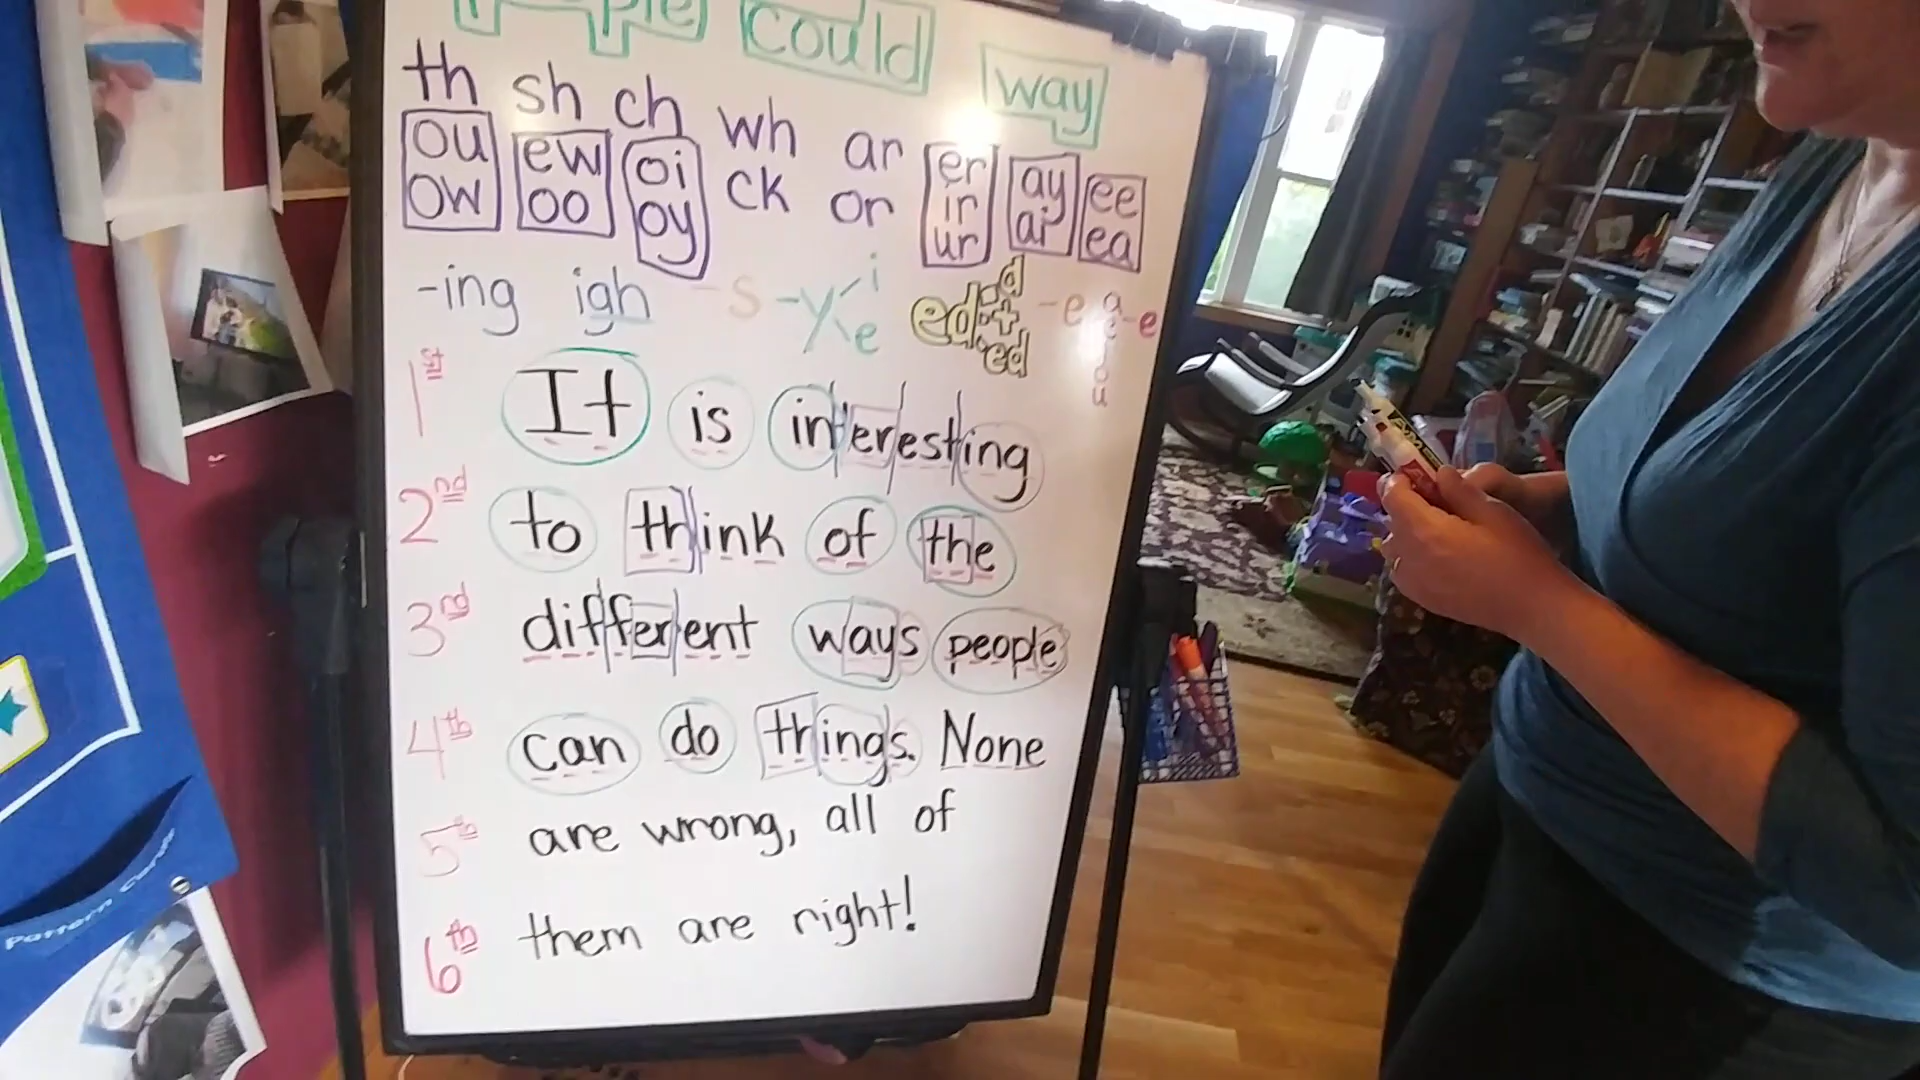 could way
th sh ch wh ar er ay ee
ou ew oi ck or ir ai ea
ow oo oy ur
-ing igh -s -y i e ed d t ed -e a e i o u -e
1st It is interesting
2nd to think of the
3rd different ways people
4th can do things. None
5th are wrong, all of
6th them are right!
Pattern